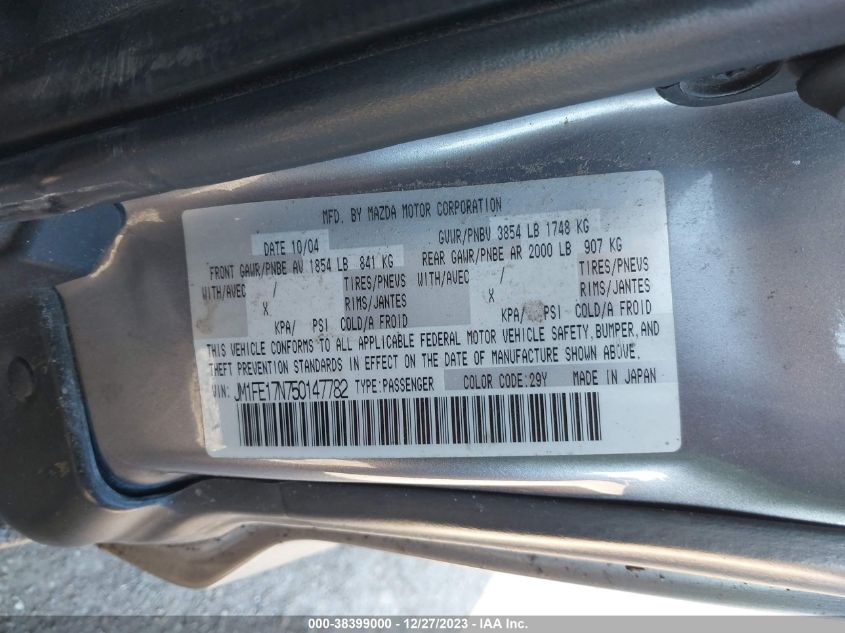 MFD. BY MAZDA MOTOR CORPORATION
DATE 10/04 GVWR/PNBV 3854 LB 1748 KG
FRONT GAWR/PNBE AV 1854 LB 841 KG REAR GAWR/PNBE AR 2000 LB 907 KG
WITH/AVEC / TIRES/PNEUS WITH/AVEC / TIRES/PNEUS
X RIMS/JANTES X RIMS/JANTES
KPA/ PSI COLD/A FROID KPA/ PSI COLD/A FROID
THIS VEHICLE CONFORMS TO ALL APPLICABLE FEDERAL MOTOR VEHICLE SAFETY, BUMPER, AND
THEFT PREVENTION STANDARDS IN EFFECT ON THE DATE OF MANUFACTURE SHOWN ABOVE.
VIN: JM1FE17N750147782 TYPE:PASSENGER COLOR CODE:29Y MADE IN JAPAN
000-38399000 - 12/27/2023 - IAA Inc.